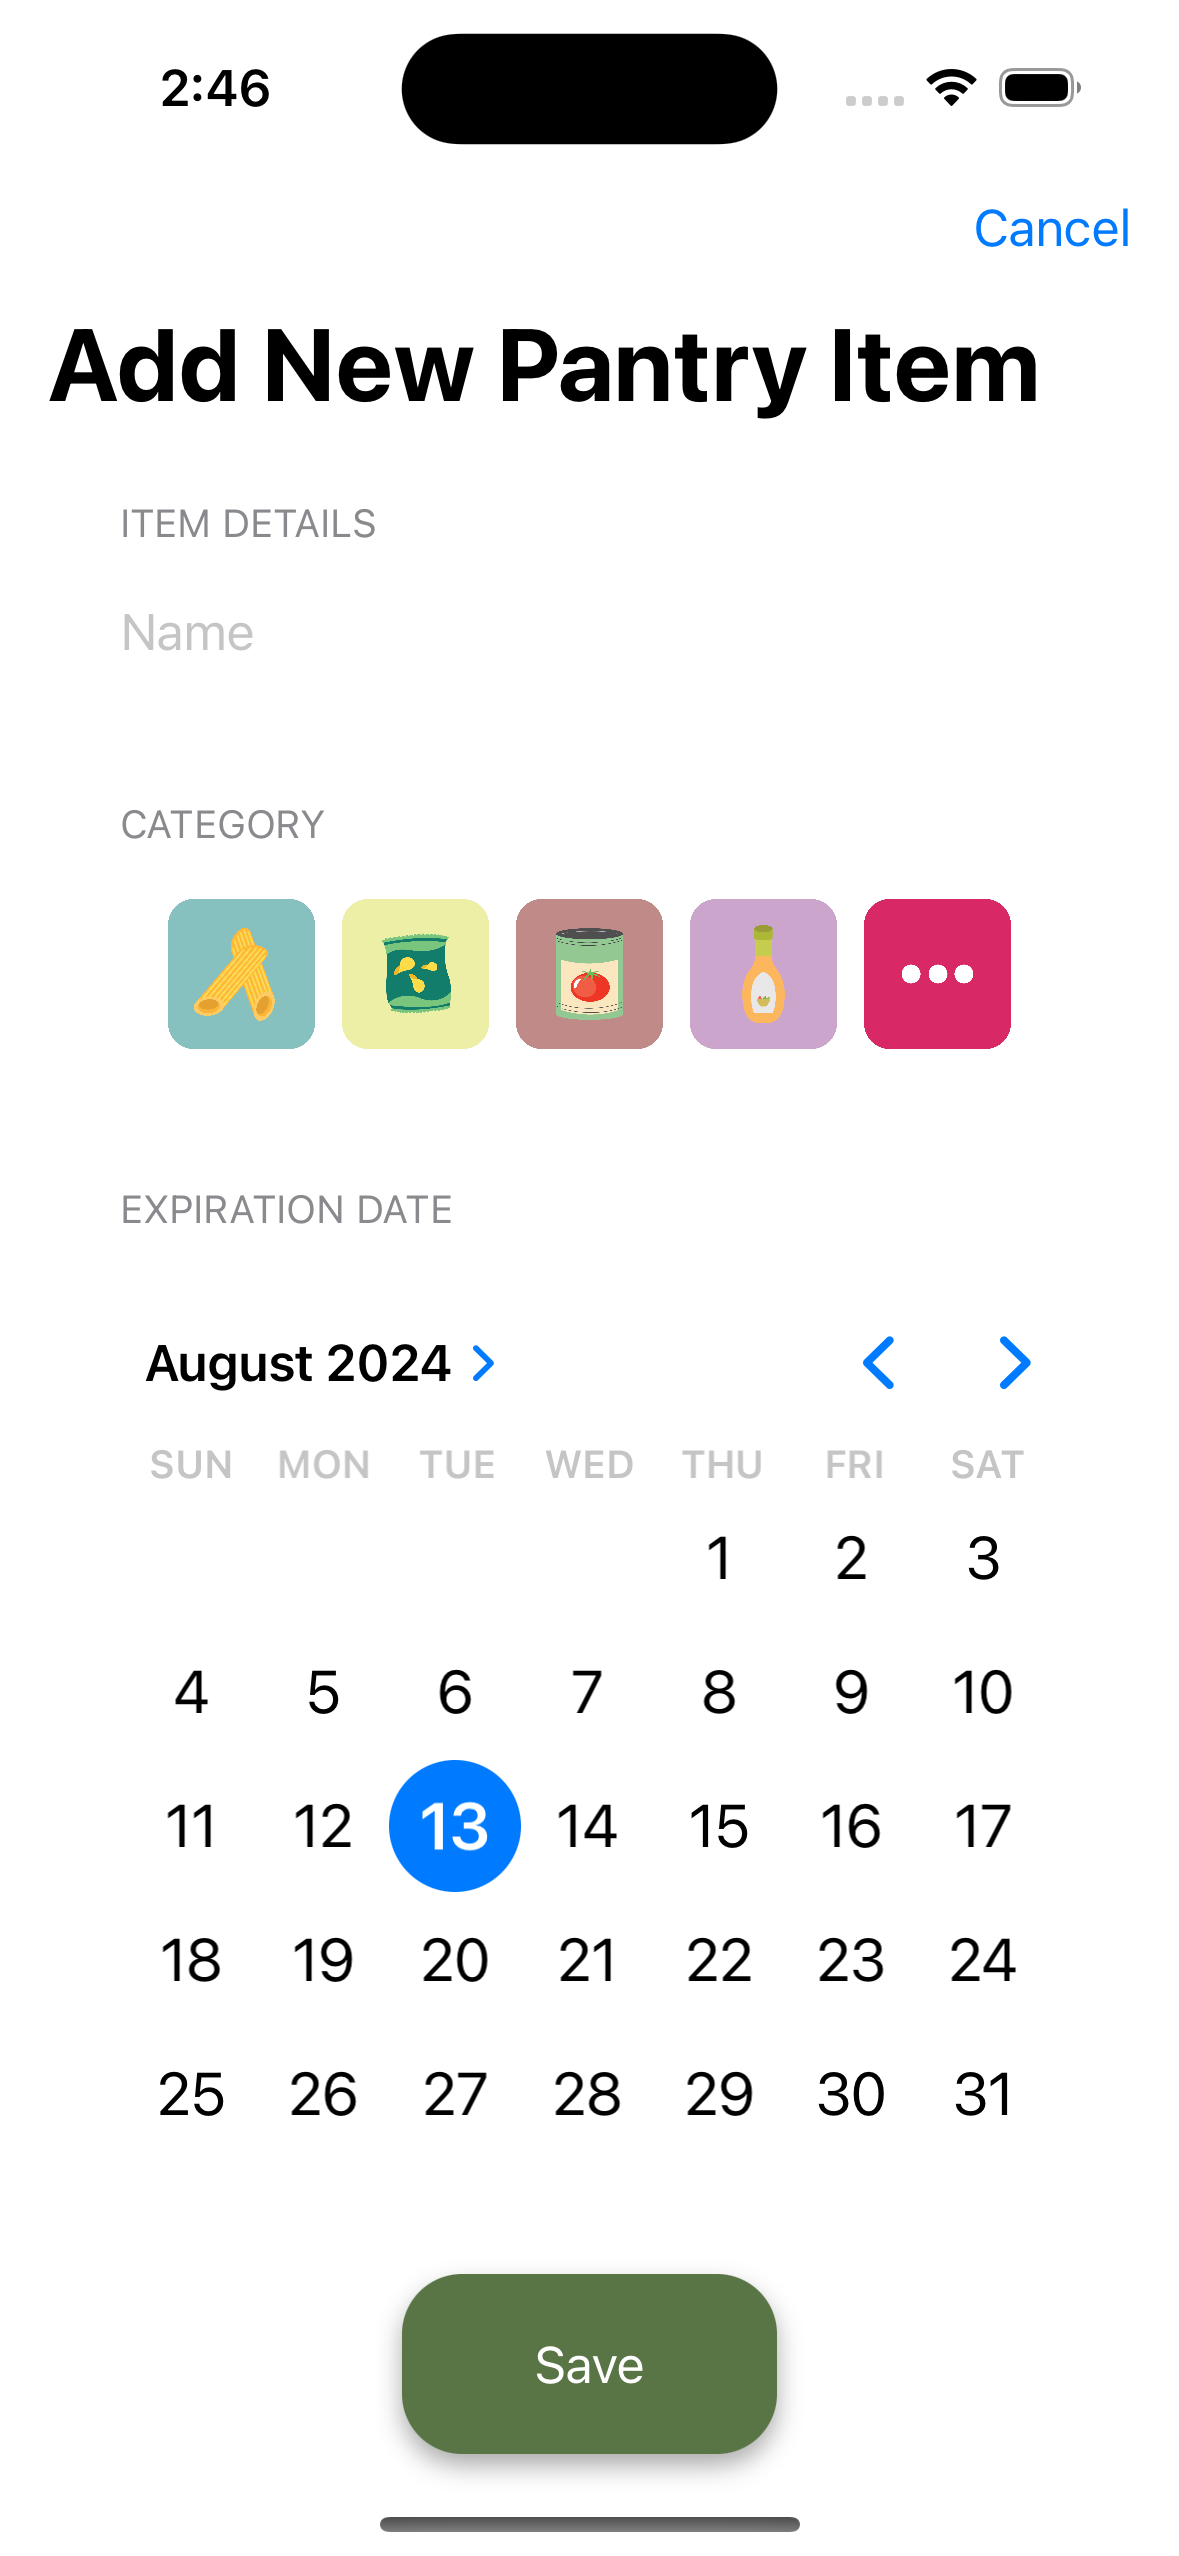 2:46
Cancel
Add New Pantry Item
ITEM DETAILS
Name
CATEGORY
EXPIRATION DATE
August 2024
SUN MON TUE WED THU FRI SAT
1 2 3
4 5 6 7 8 9 10
11 12 13 14 15 16 17
18 19 20 21 22 23 24
25 26 27 28 29 30 31
Save